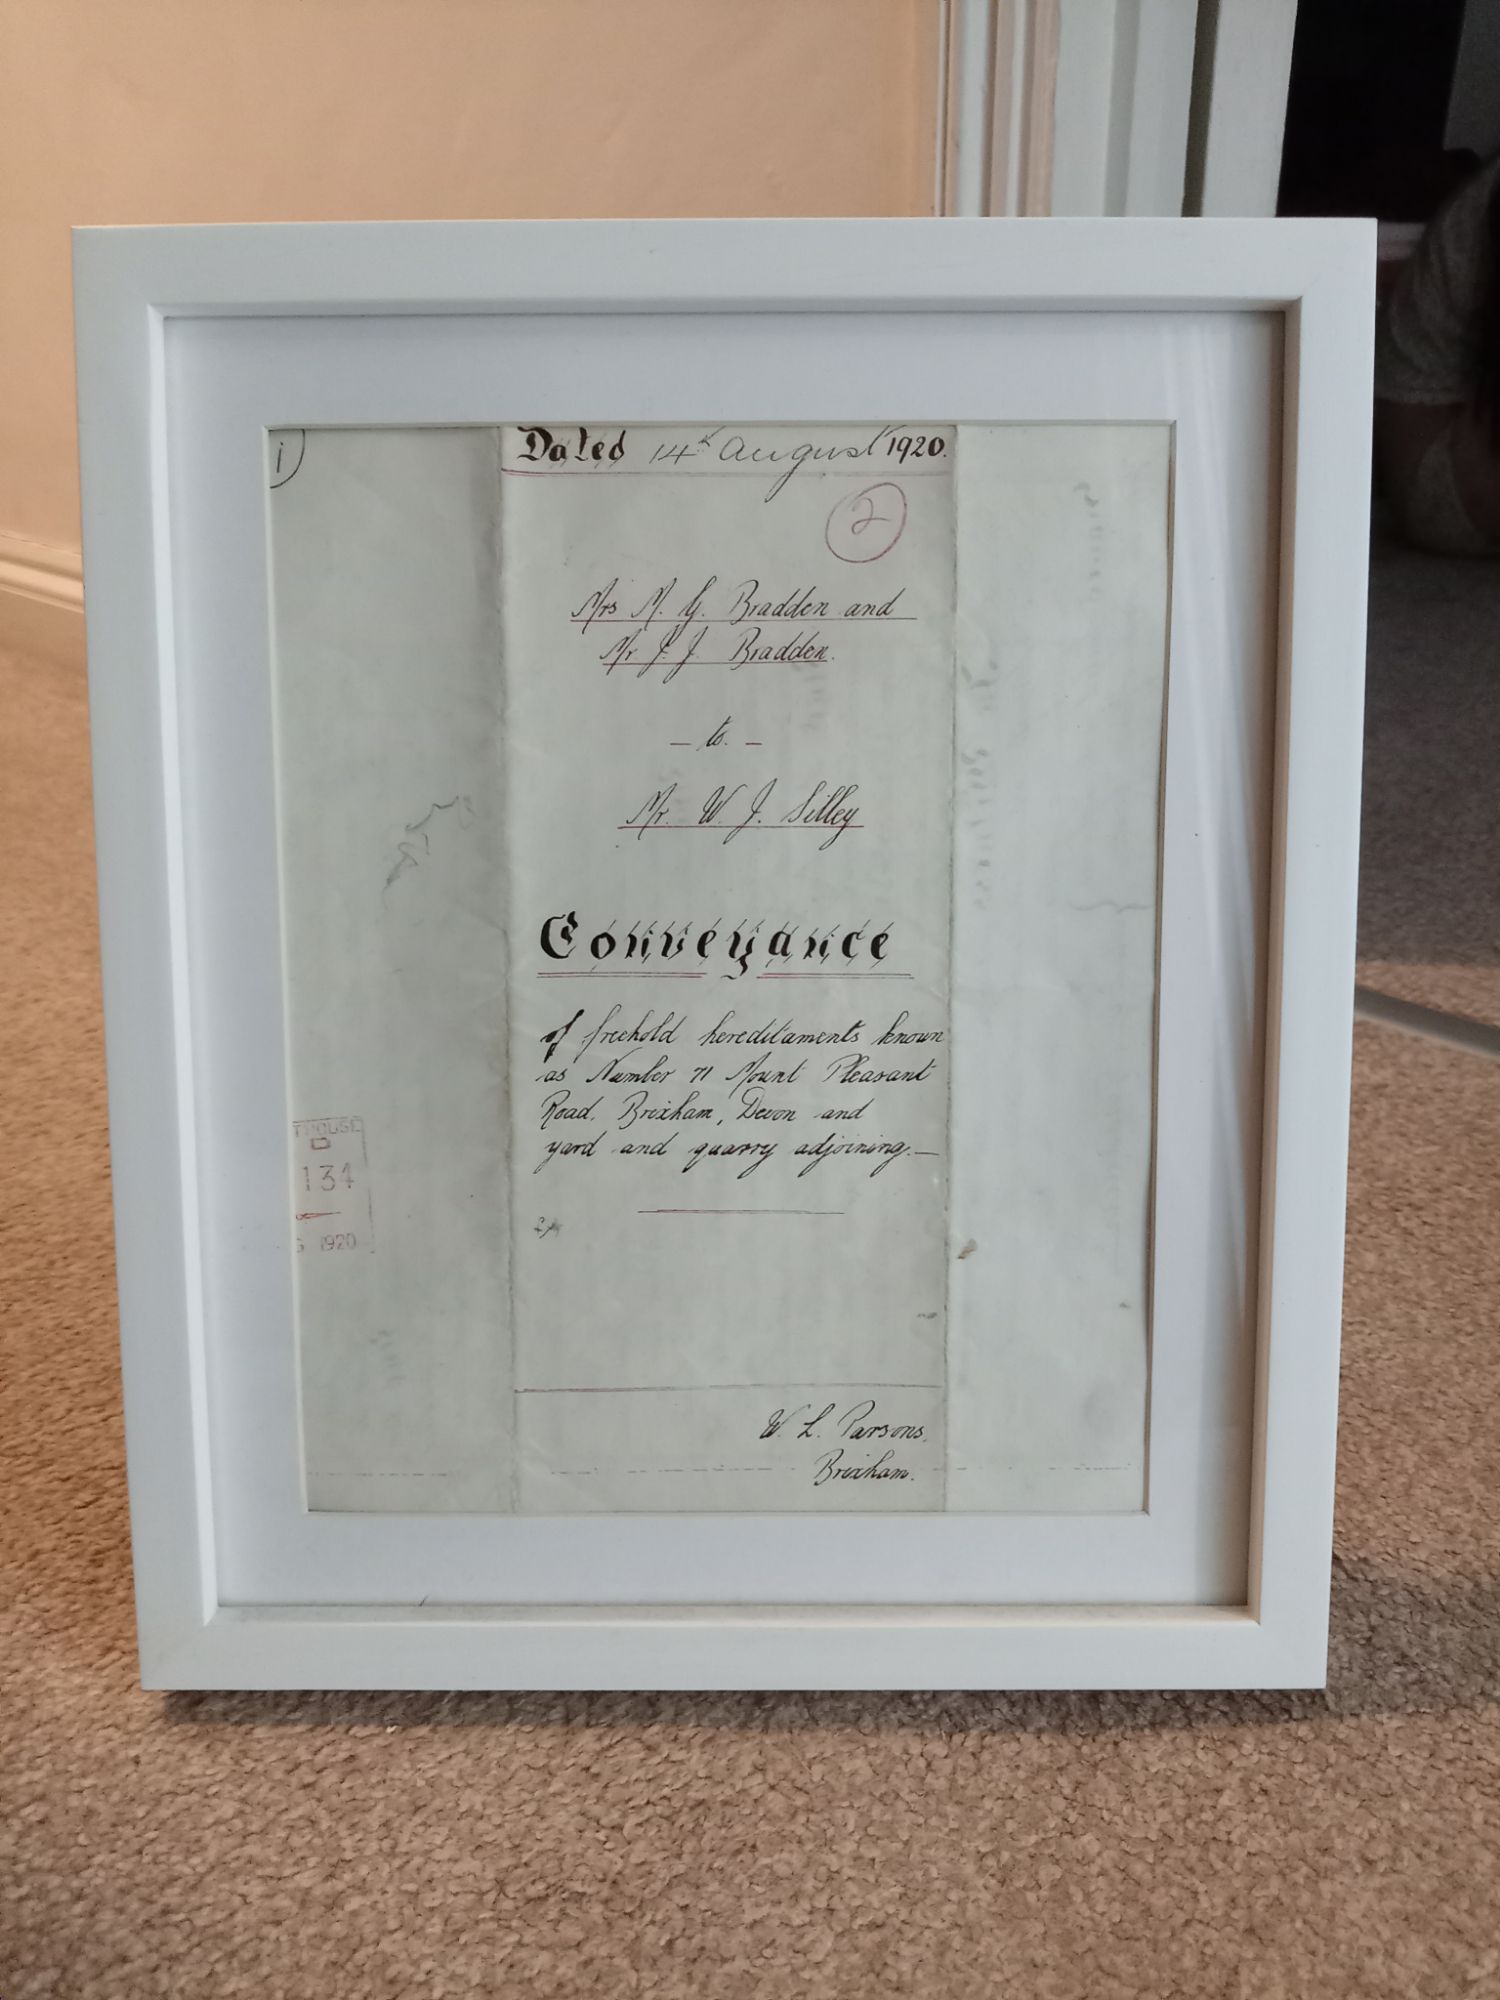 1
Dated 14th August 1920.
2
Mrs M. G. Bradden and
Mr J. J. Bradden.
— to. —
Mr. W. J. Silley
Conveyance
of freehold hereditaments known
as Number 71 Mount Pleasant
Road, Brixham, Devon and
yard and quarry adjoining.—
134
1920
W. L. Parsons,
Brixham.